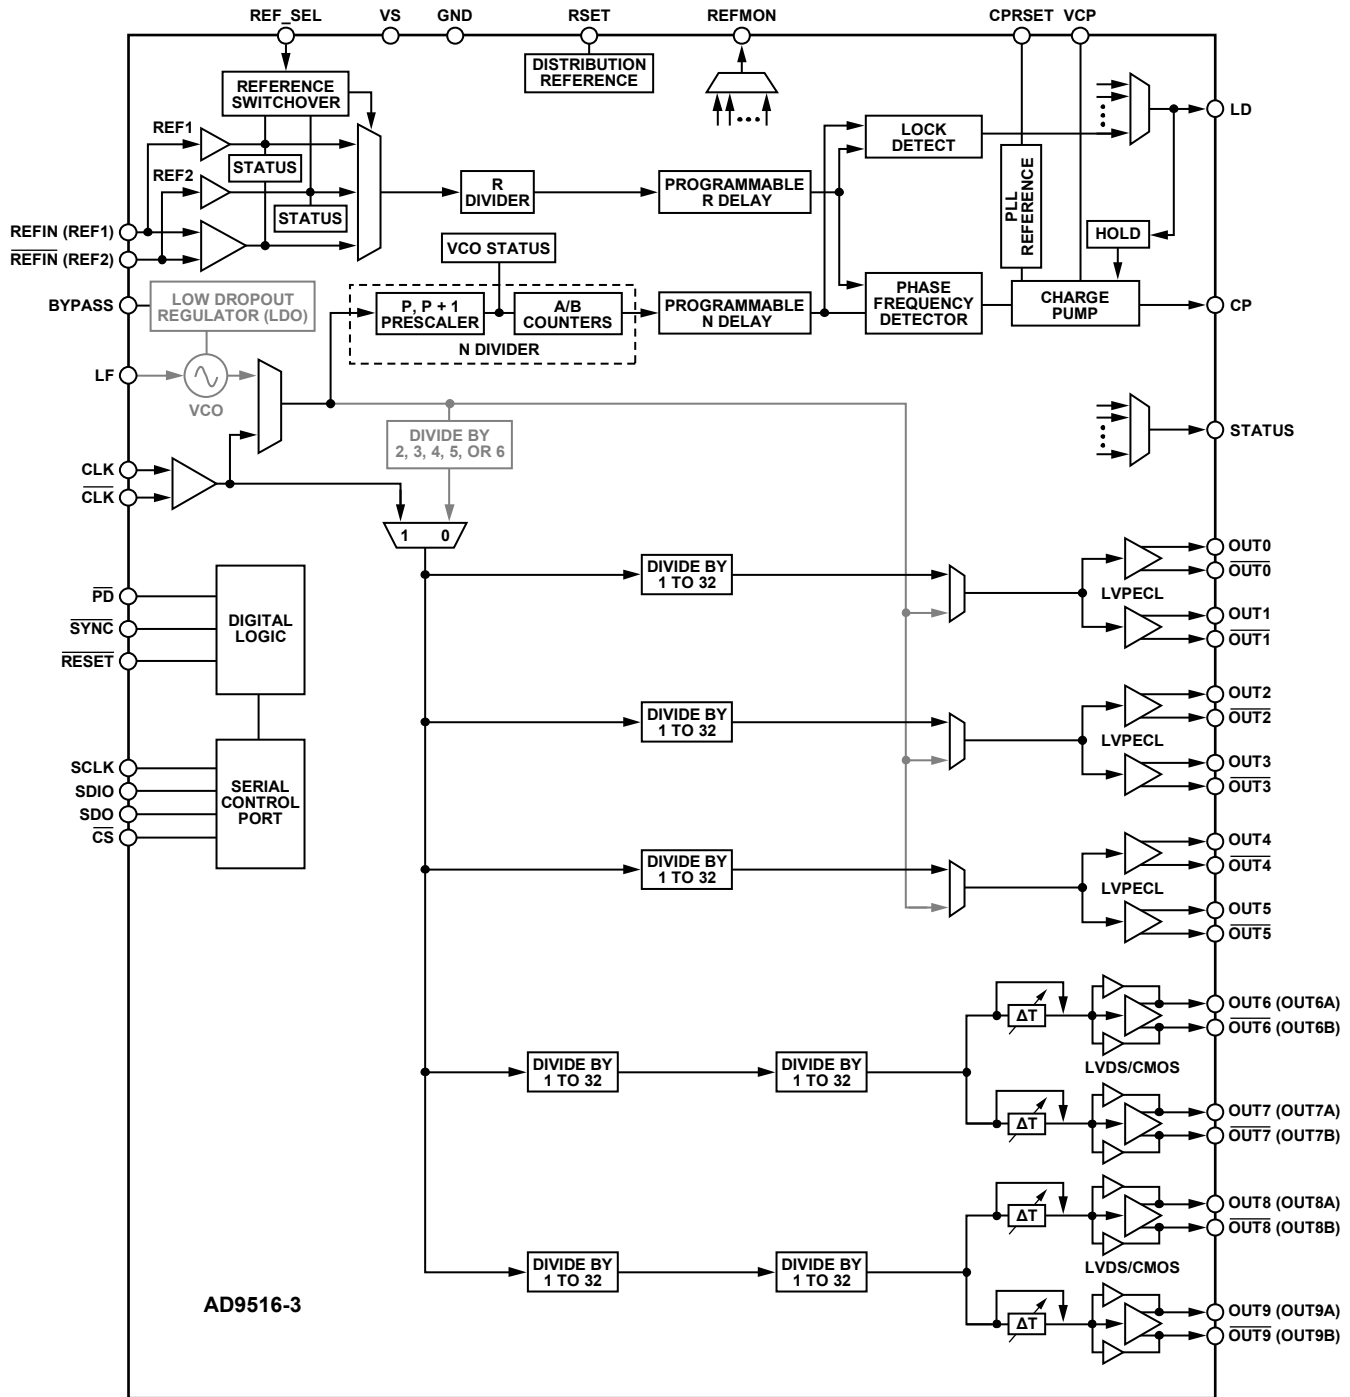 REF_SEL
VS
GND
RSET
REFMON
CPRSET
VCP
DISTRIBUTION
REFERENCE
REFERENCE
SWITCHOVER
REF1
STATUS
REF2
STATUS
REFIN (REF1)
REFIN (REF2)
R
DIVIDER
PROGRAMMABLE
R DELAY
LOCK
DETECT
LD
PLL
REFERENCE
HOLD
VCO STATUS
BYPASS
LOW DROPOUT
REGULATOR (LDO)
P, P + 1
PRESCALER
A/B
COUNTERS
N DIVIDER
PROGRAMMABLE
N DELAY
PHASE
FREQUENCY
DETECTOR
CHARGE
PUMP
CP
LF
VCO
DIVIDE BY
2, 3, 4, 5, OR 6
STATUS
CLK
CLK
1 0
DIVIDE BY
1 TO 32
LVPECL
OUT0
OUT0
OUT1
OUT1
PD
SYNC
RESET
DIGITAL
LOGIC
DIVIDE BY
1 TO 32
LVPECL
OUT2
OUT2
OUT3
OUT3
SCLK
SDIO
SDO
CS
SERIAL
CONTROL
PORT
DIVIDE BY
1 TO 32
LVPECL
OUT4
OUT4
OUT5
OUT5
DIVIDE BY
1 TO 32
DIVIDE BY
1 TO 32
ΔT
ΔT
LVDS/CMOS
OUT6 (OUT6A)
OUT6 (OUT6B)
OUT7 (OUT7A)
OUT7 (OUT7B)
DIVIDE BY
1 TO 32
DIVIDE BY
1 TO 32
ΔT
ΔT
LVDS/CMOS
OUT8 (OUT8A)
OUT8 (OUT8B)
OUT9 (OUT9A)
OUT9 (OUT9B)
AD9516-3